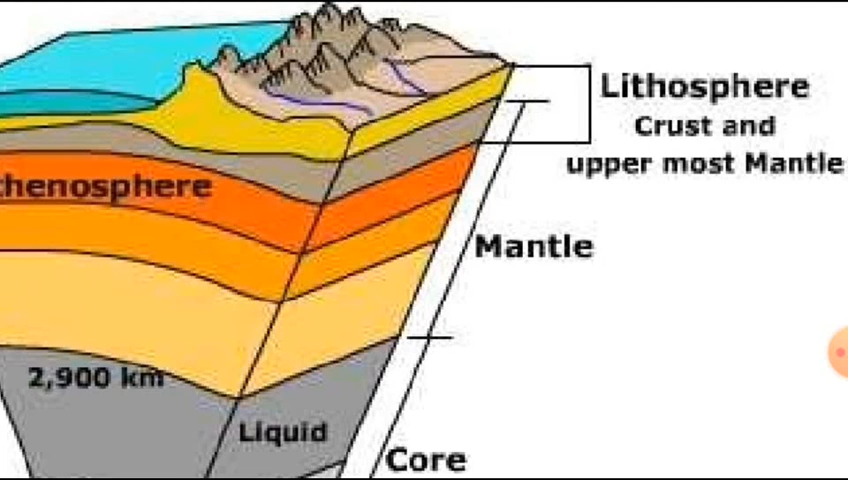 Lithosphere
Crust and
upper most Mantle
thenosphere
Mantle
2,900 km
Liquid
Core